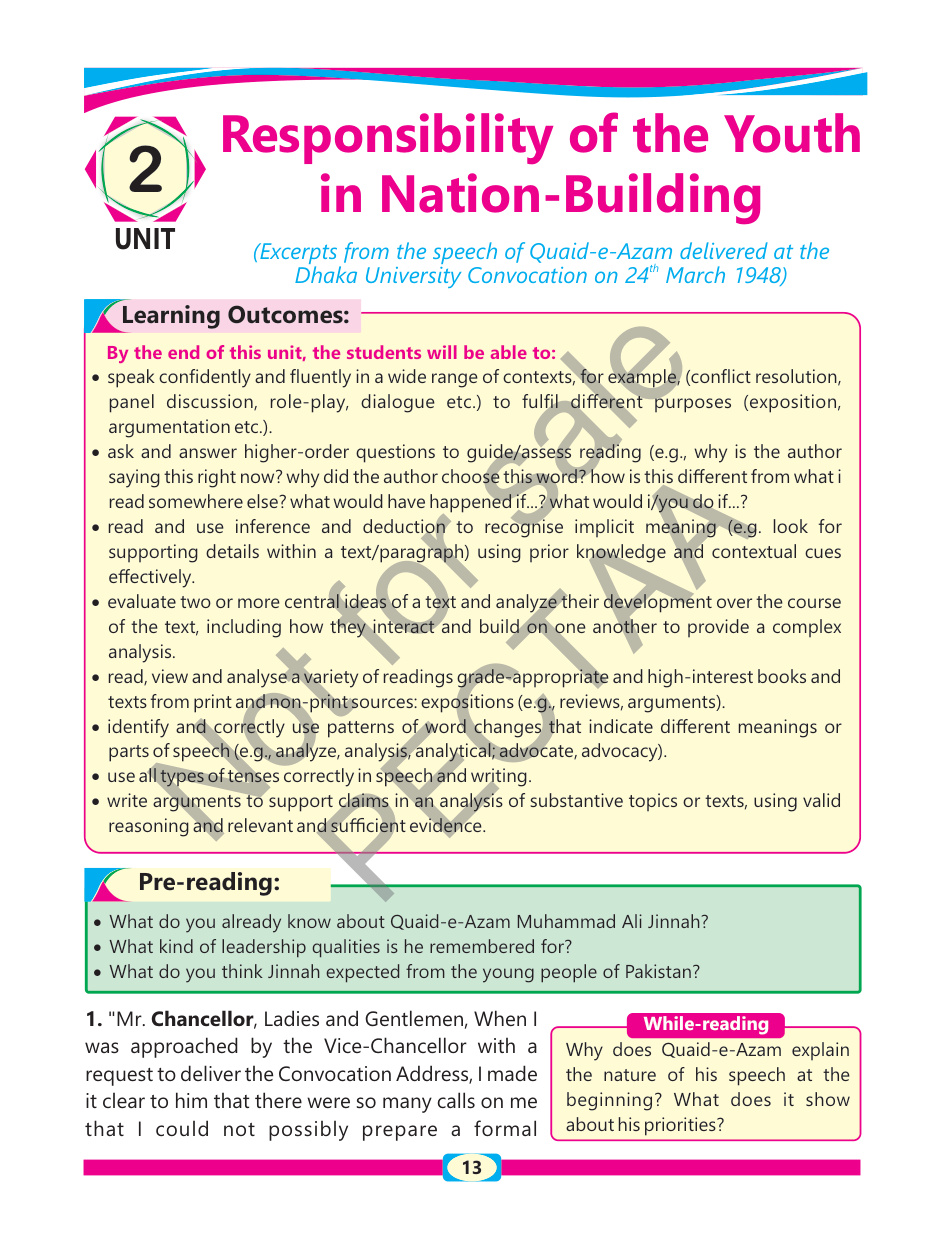 2
UNIT
Responsibility of the Youth
in Nation-Building
(Excerpts from the speech of Quaid-e-Azam delivered at the
Dhaka University Convocation on 24th March 1948)
Learning Outcomes:
By the end of this unit, the students will be able to:
• speak confidently and fluently in a wide range of contexts, for example, (conflict resolution,
panel discussion, role-play, dialogue etc.) to fulfil different purposes (exposition,
argumentation etc.).
• ask and answer higher-order questions to guide/assess reading (e.g., why is the author
saying this right now? why did the author choose this word? how is this different from what i
read somewhere else? what would have happened if...? what would i/you do if...?
• read and use inference and deduction to recognise implicit meaning (e.g. look for
supporting details within a text/paragraph) using prior knowledge and contextual cues
effectively.
• evaluate two or more central ideas of a text and analyze their development over the course
of the text, including how they interact and build on one another to provide a complex
analysis.
• read, view and analyse a variety of readings grade-appropriate and high-interest books and
texts from print and non-print sources: expositions (e.g., reviews, arguments).
• identify and correctly use patterns of word changes that indicate different meanings or
parts of speech (e.g., analyze, analysis, analytical; advocate, advocacy).
• use all types of tenses correctly in speech and writing.
• write arguments to support claims in an analysis of substantive topics or texts, using valid
reasoning and relevant and sufficient evidence.
Not for sale
PECTAA
Pre-reading:
• What do you already know about Quaid-e-Azam Muhammad Ali Jinnah?
• What kind of leadership qualities is he remembered for?
• What do you think Jinnah expected from the young people of Pakistan?
1. "Mr. Chancellor, Ladies and Gentlemen, When I
was approached by the Vice-Chancellor with a
request to deliver the Convocation Address, I made
it clear to him that there were so many calls on me
that I could not possibly prepare a formal
While-reading
Why does Quaid-e-Azam explain
the nature of his speech at the
beginning? What does it show
about his priorities?
13